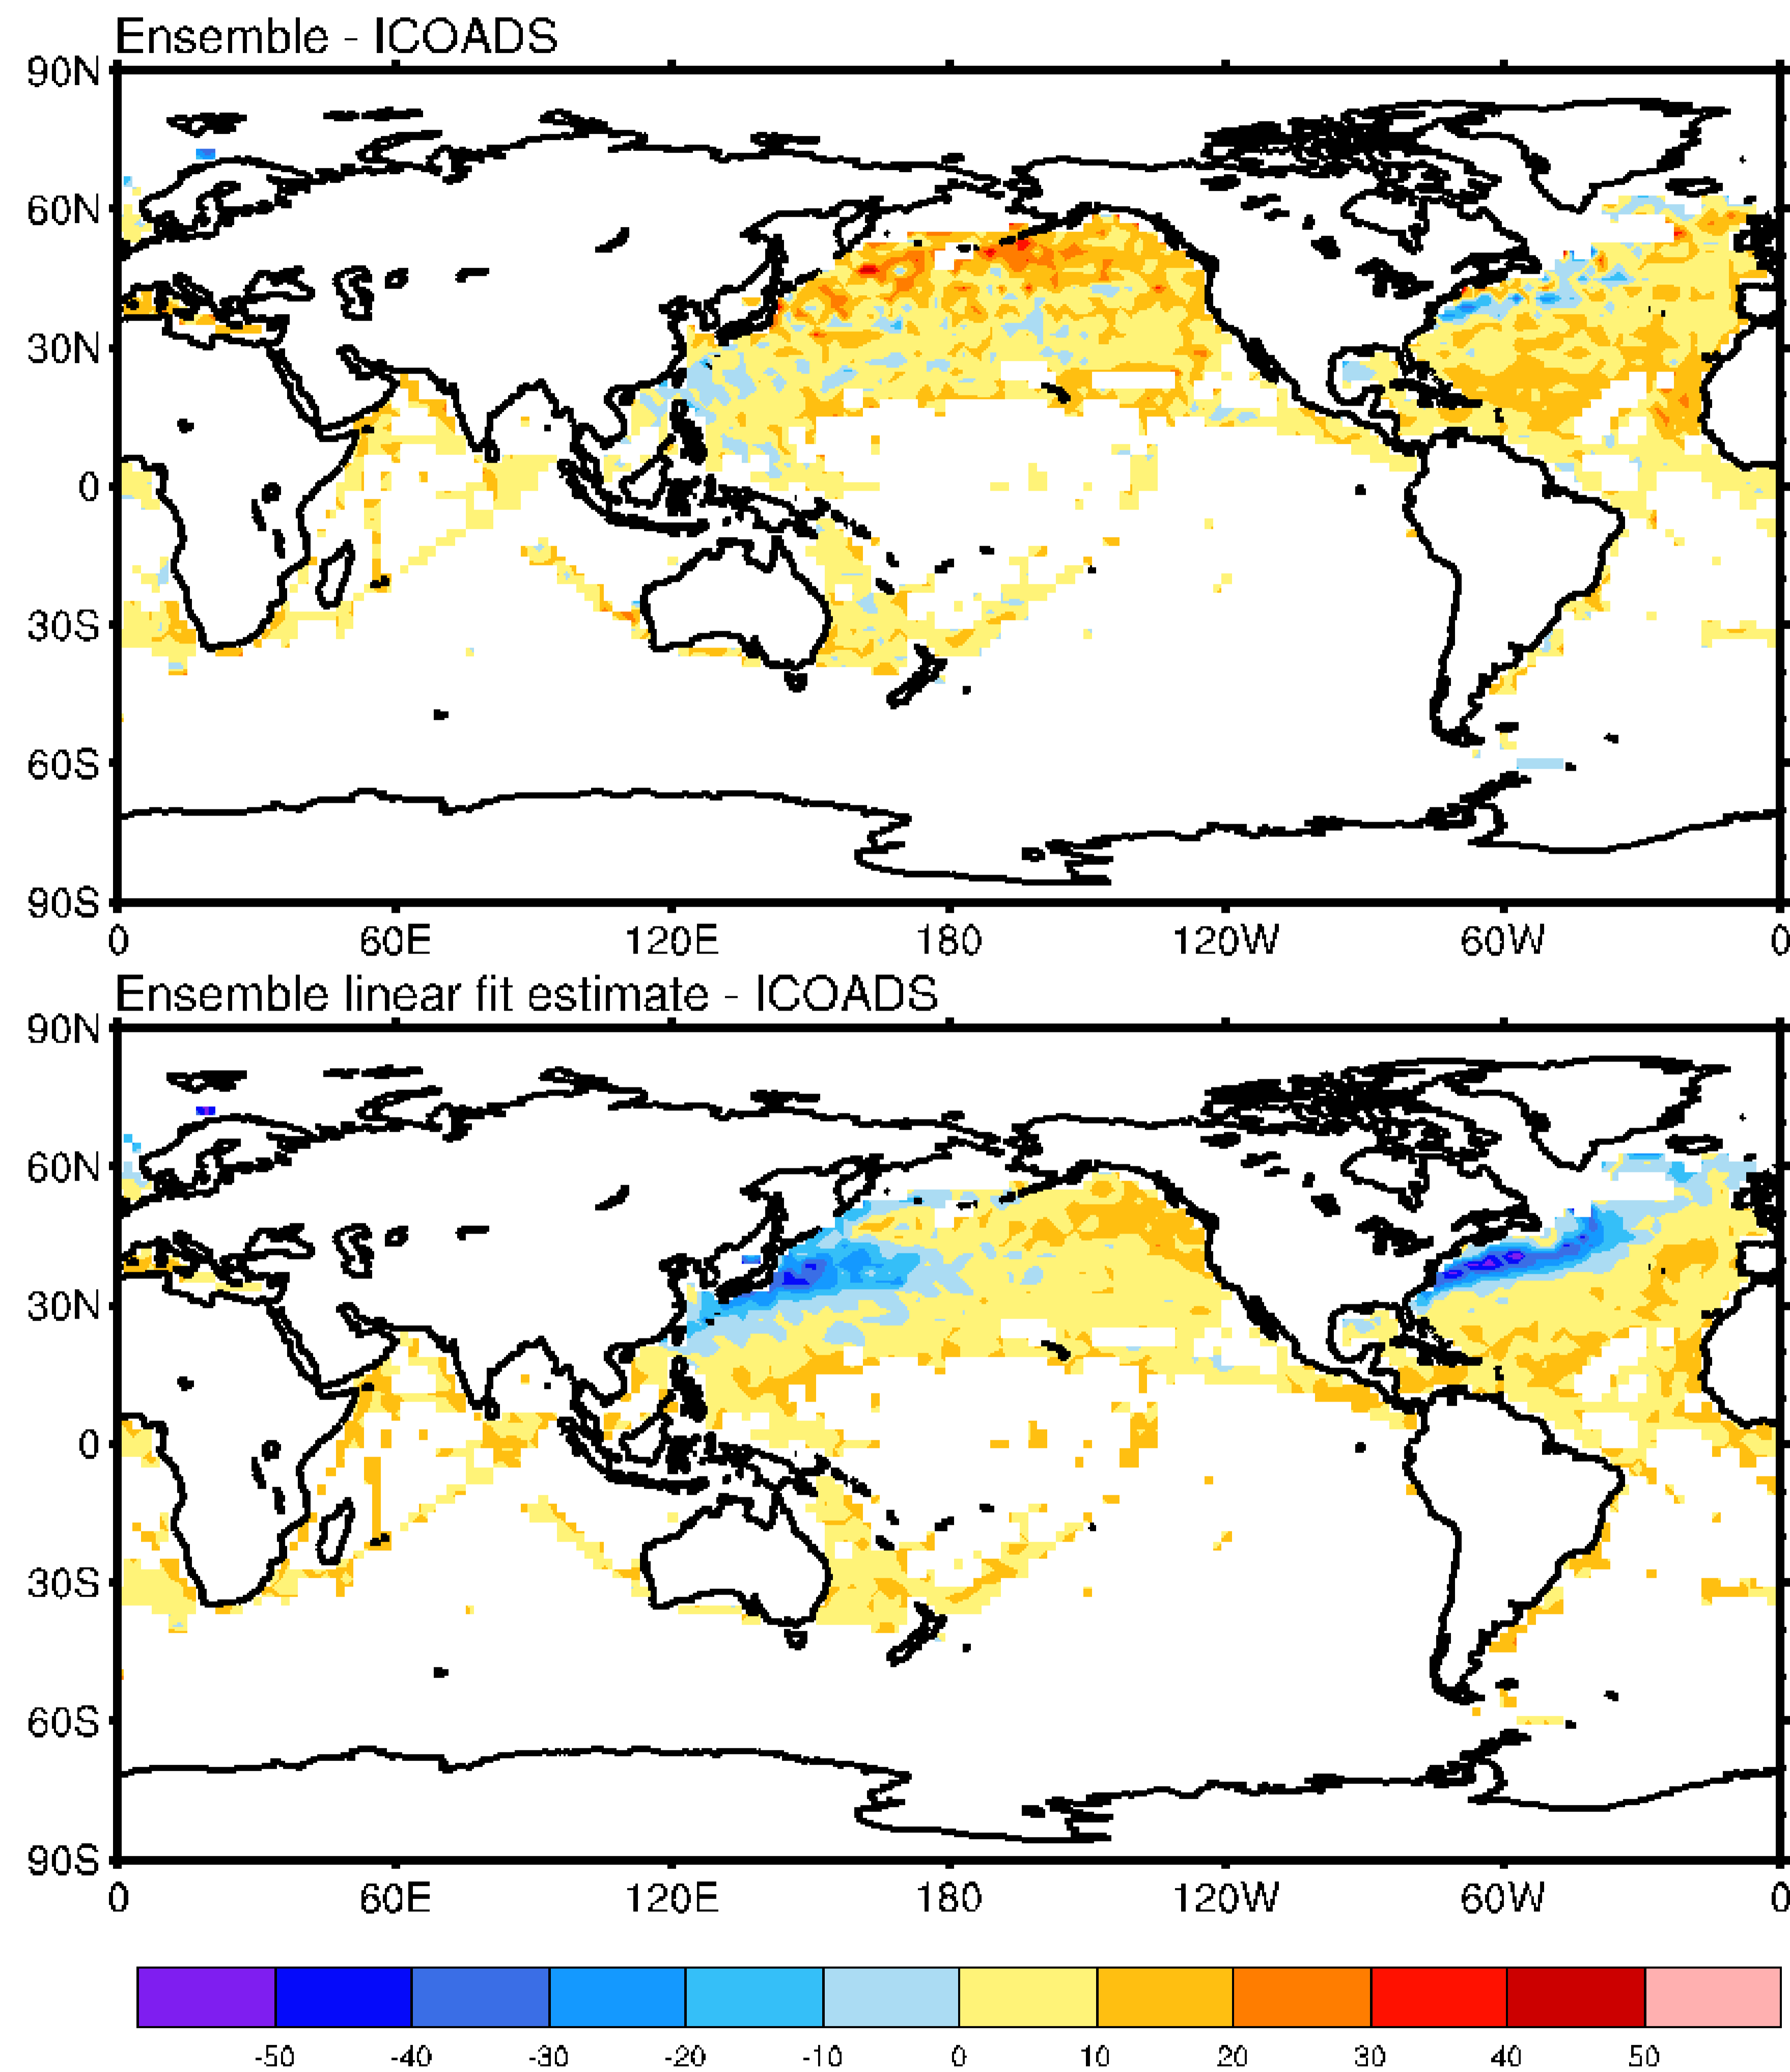 Ensemble - ICOADS
90N
60N
30N
0
30S
60S
90S
0 60E 120E 180 120W 60W 0
Ensemble linear fit estimate - ICOADS
90N
60N
30N
0
30S
60S
90S
0 60E 120E 180 120W 60W 0
-50 -40 -30 -20 -10 0 10 20 30 40 50